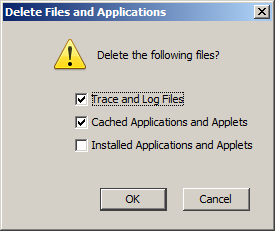 Delete Files and Applications
Delete the following files?
Trace and Log Files
Cached Applications and Applets
Installed Applications and Applets
OK
Cancel